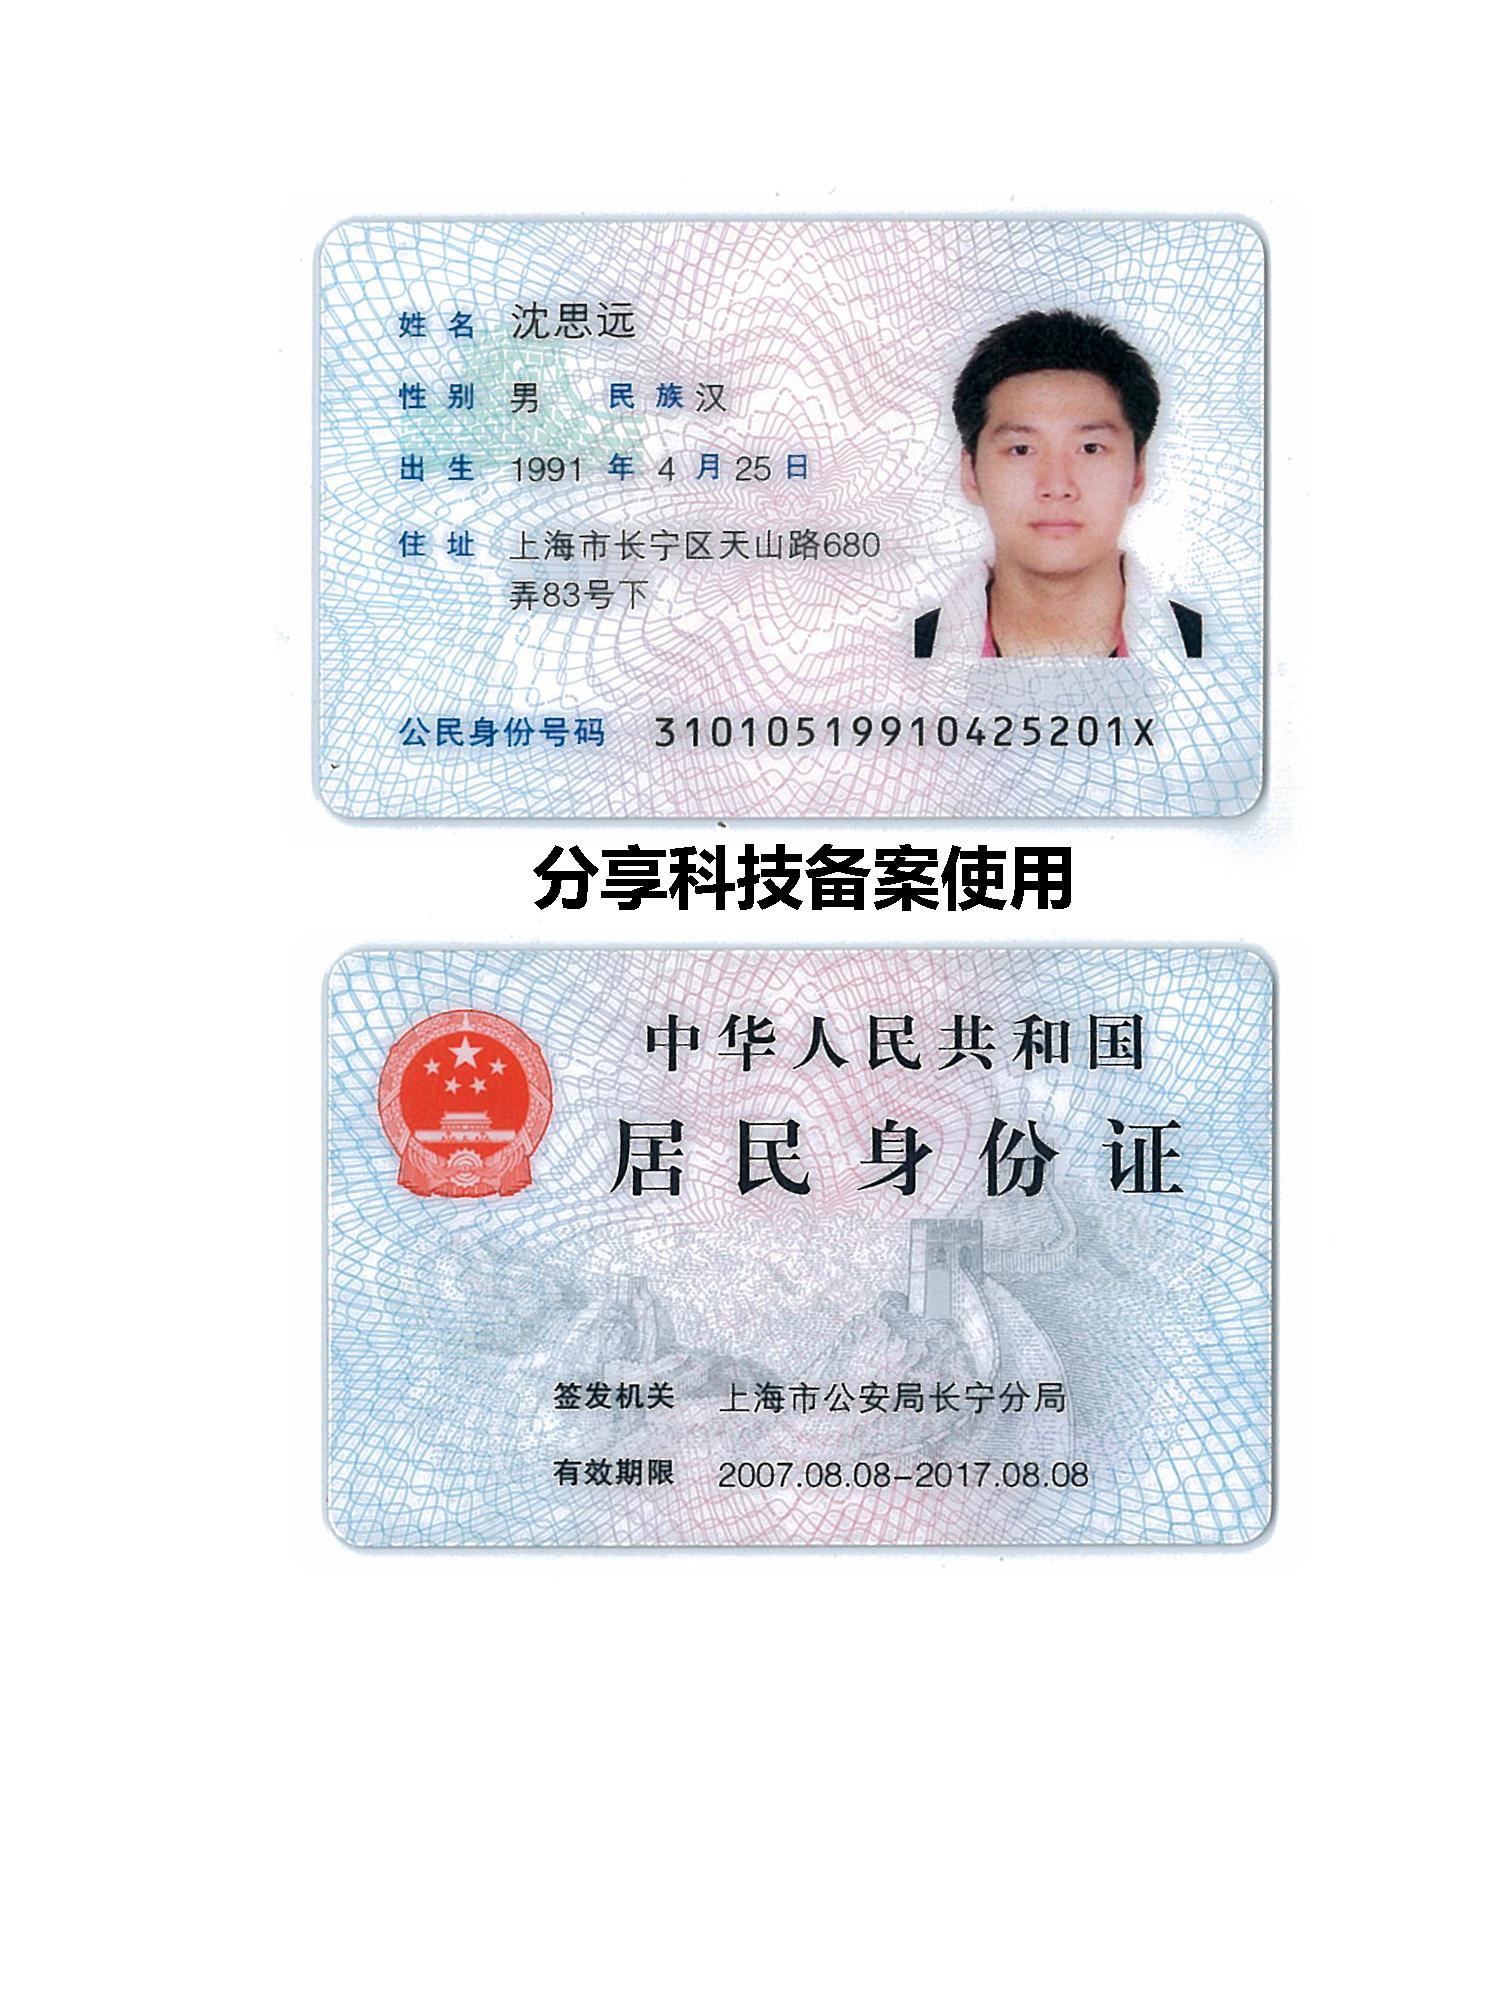 姓名 沈思远
性别 男 民族 汉
出生 1991 年 4 月 25 日
住址 上海市长宁区天山路680
弄83号下
公民身份号码 31010519910425201X
分享科技备案使用
中华人民共和国
居民身份证
签发机关 上海市公安局长宁分局
有效期限 2007.08.08-2017.08.08